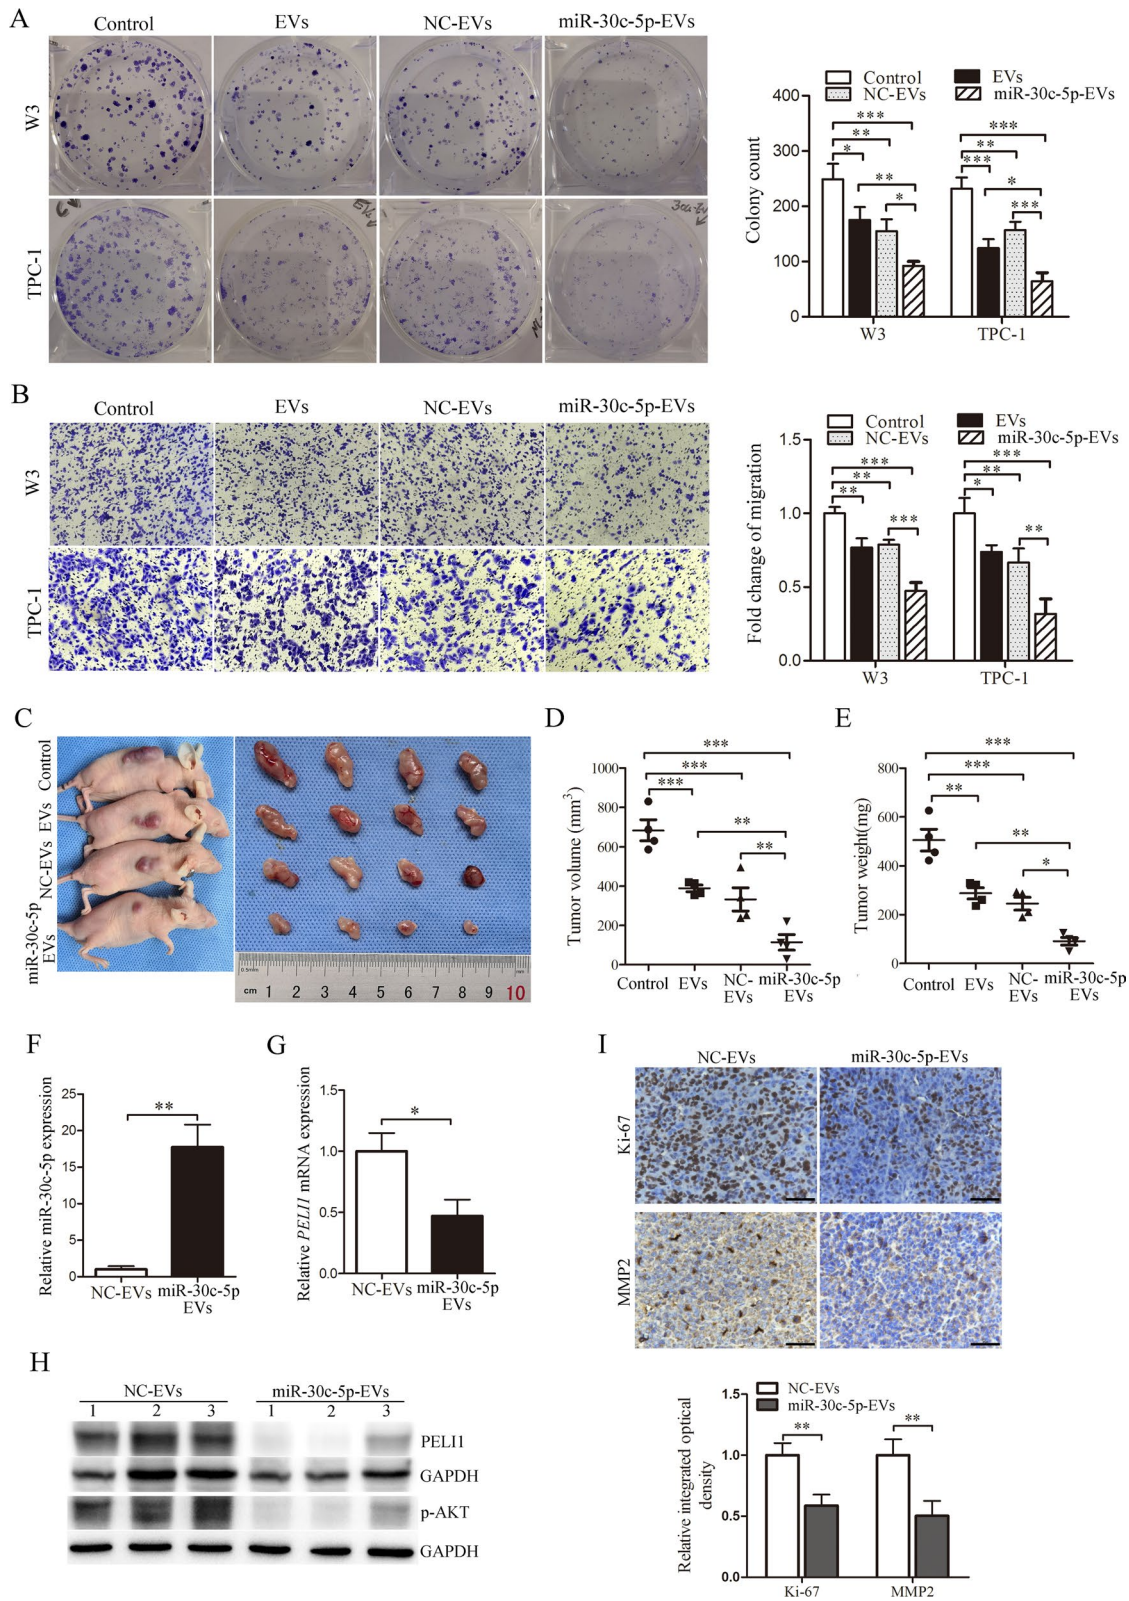 A
Control
EVs
NC-EVs
miR-30c-5p-EVs
W3
TPC-1
Control
EVs
NC-EVs
miR-30c-5p-EVs
Colony count
400
300
200
100
0
***
**
*
**
*
***
**
***
*
***
W3
TPC-1
B
Control
EVs
NC-EVs
miR-30c-5p-EVs
W3
TPC-1
Control
EVs
NC-EVs
miR-30c-5p-EVs
Fold change of migration
1.5
1.0
0.5
0.0
***
**
**
***
***
**
*
**
W3
TPC-1
C
Control
EVs
NC-EVs
miR-30c-5p
EVs
0.5mm
cm 1 2 3 4 5 6 7 8 9 10
D
Tumor volume (mm³)
1000
800
600
400
200
0
***
***
***
**
**
Control
EVs
NC-
EVs
miR-30c-5p
EVs
E
Tumor weight(mg)
800
600
400
200
0
***
***
**
**
*
Control
EVs
NC-
EVs
miR-30c-5p
EVs
F
Relative miR-30c-5p expression
25
20
15
10
5
0
**
NC-EVs
miR-30c-5p
EVs
G
Relative PELI1 mRNA expression
1.5
1.0
0.5
0.0
*
NC-EVs
miR-30c-5p
EVs
H
NC-EVs
miR-30c-5p-EVs
1 2 3 1 2 3
PELI1
GAPDH
p-AKT
GAPDH
I
NC-EVs
miR-30c-5p-EVs
Ki-67
MMP2
NC-EVs
miR-30c-5p-EVs
Relative integrated optical
density
1.5
1.0
0.5
0.0
**
**
Ki-67
MMP2